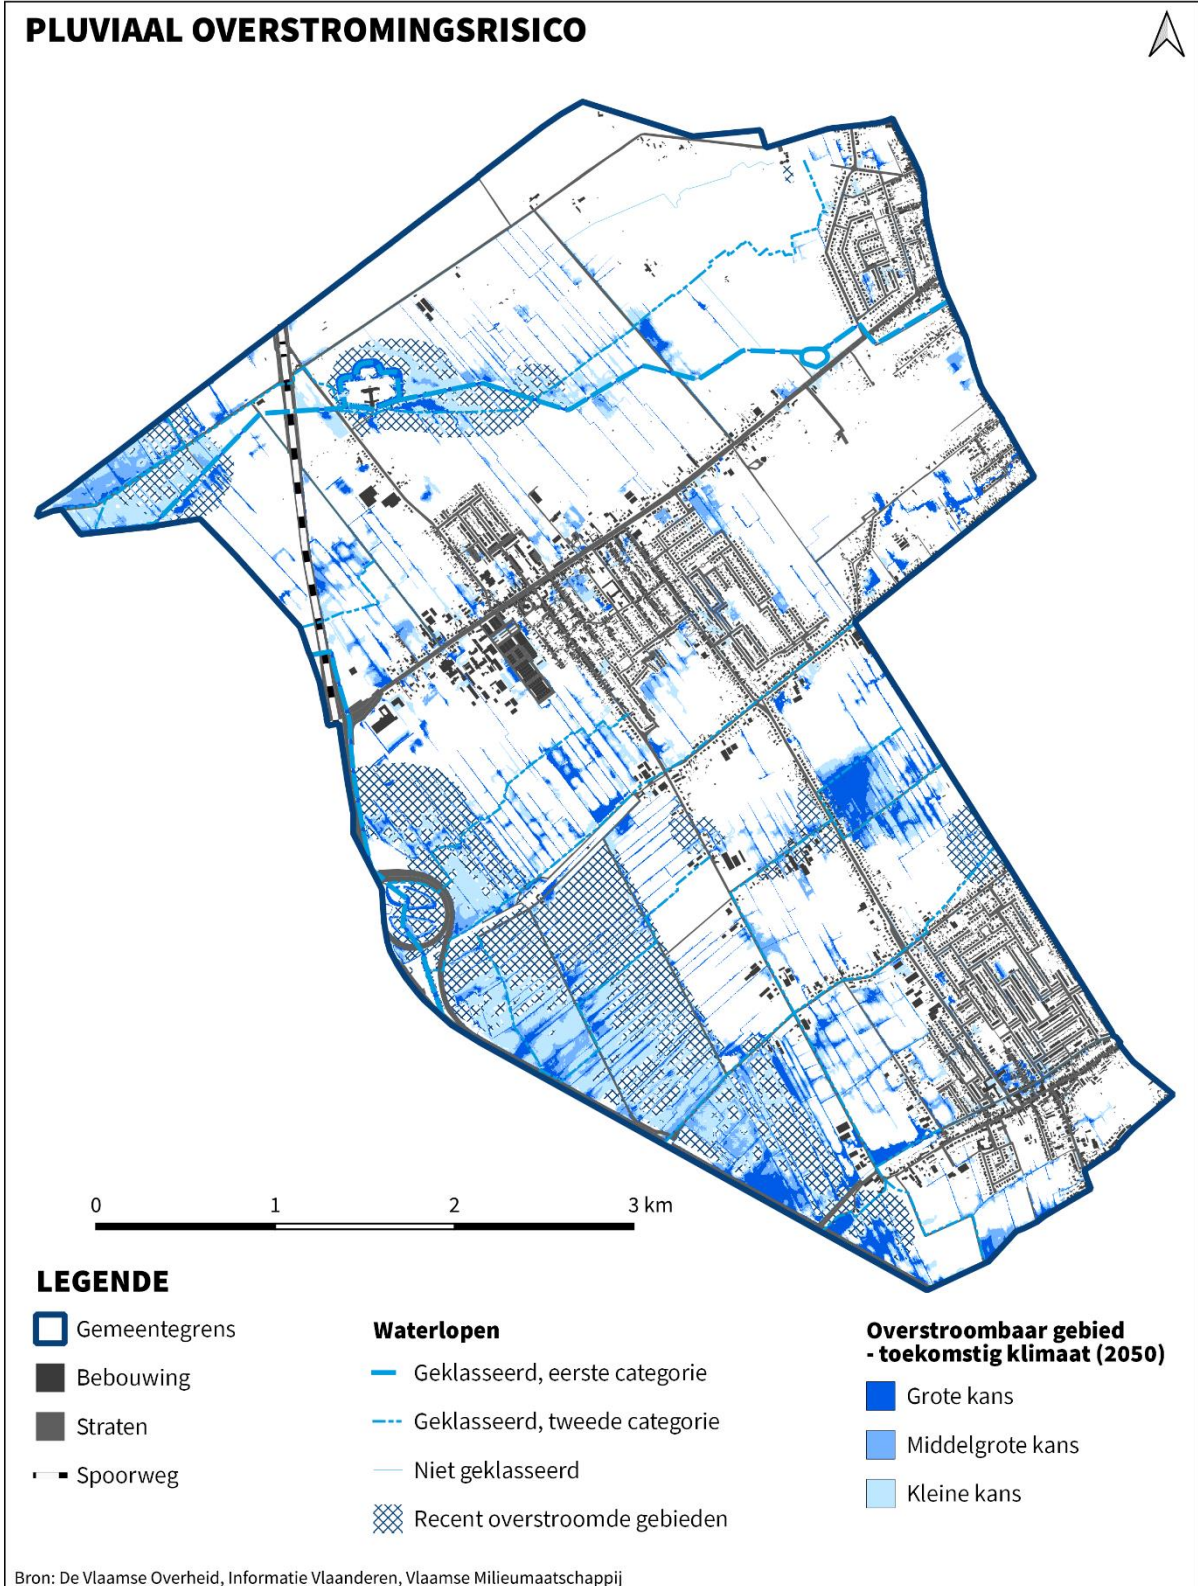 PLUVIAAL OVERSTROMINGSRISICO
0 1 2 3 km
LEGENDE
Gemeentegrens
Bebouwing
Straten
Spoorweg
Waterlopen
Geklasseerd, eerste categorie
Geklasseerd, tweede categorie
Niet geklasseerd
Recent overstroomde gebieden
Overstroombaar gebied
- toekomstig klimaat (2050)
Grote kans
Middelgrote kans
Kleine kans
Bron: De Vlaamse Overheid, Informatie Vlaanderen, Vlaamse Milieumaatschappij